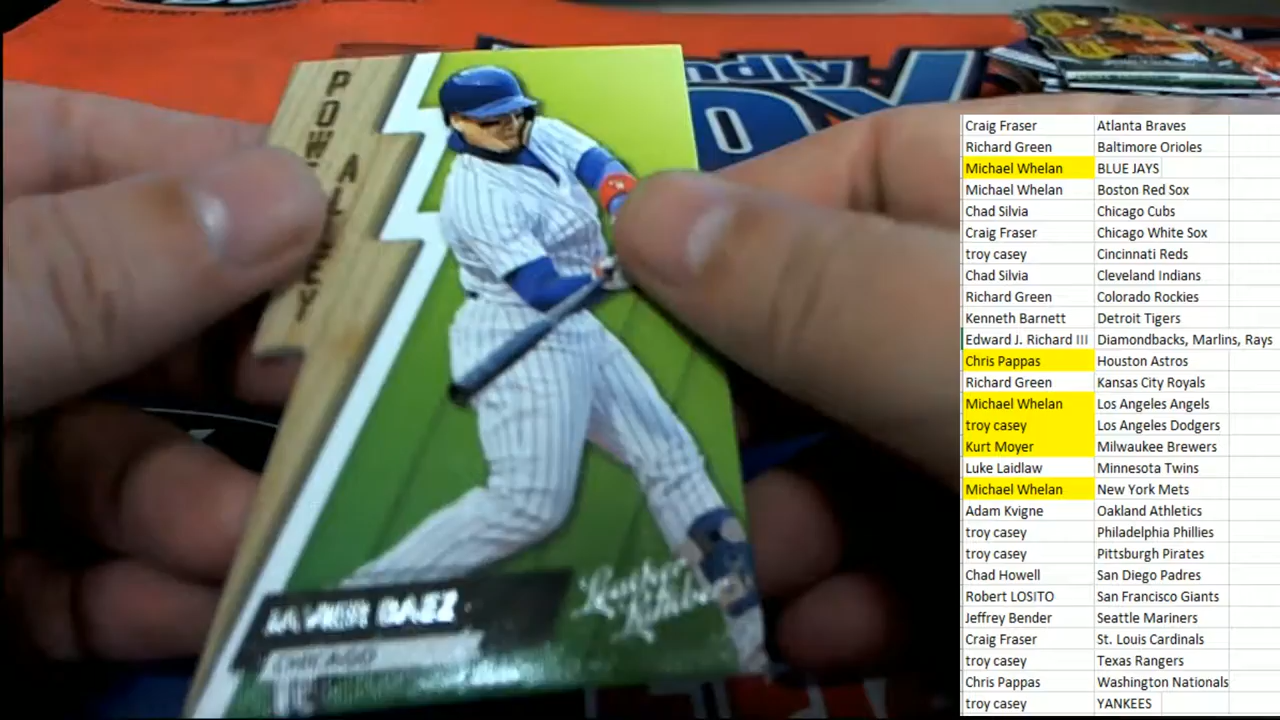 POWER ALLEY
JAVIER BAEZ
CHICAGO
Leather & Lumber
Craig Fraser Atlanta Braves
Richard Green Baltimore Orioles
Michael Whelan BLUE JAYS
Michael Whelan Boston Red Sox
Chad Silvia Chicago Cubs
Craig Fraser Chicago White Sox
troy casey Cincinnati Reds
Chad Silvia Cleveland Indians
Richard Green Colorado Rockies
Kenneth Barnett Detroit Tigers
Edward J. Richard III Diamondbacks, Marlins, Rays
Chris Pappas Houston Astros
Richard Green Kansas City Royals
Michael Whelan Los Angeles Angels
troy casey Los Angeles Dodgers
Kurt Moyer Milwaukee Brewers
Luke Laidlaw Minnesota Twins
Michael Whelan New York Mets
Adam Kvigne Oakland Athletics
troy casey Philadelphia Phillies
troy casey Pittsburgh Pirates
Chad Howell San Diego Padres
Robert LOSITO San Francisco Giants
Jeffrey Bender Seattle Mariners
Craig Fraser St. Louis Cardinals
troy casey Texas Rangers
Chris Pappas Washington Nationals
troy casey YANKEES